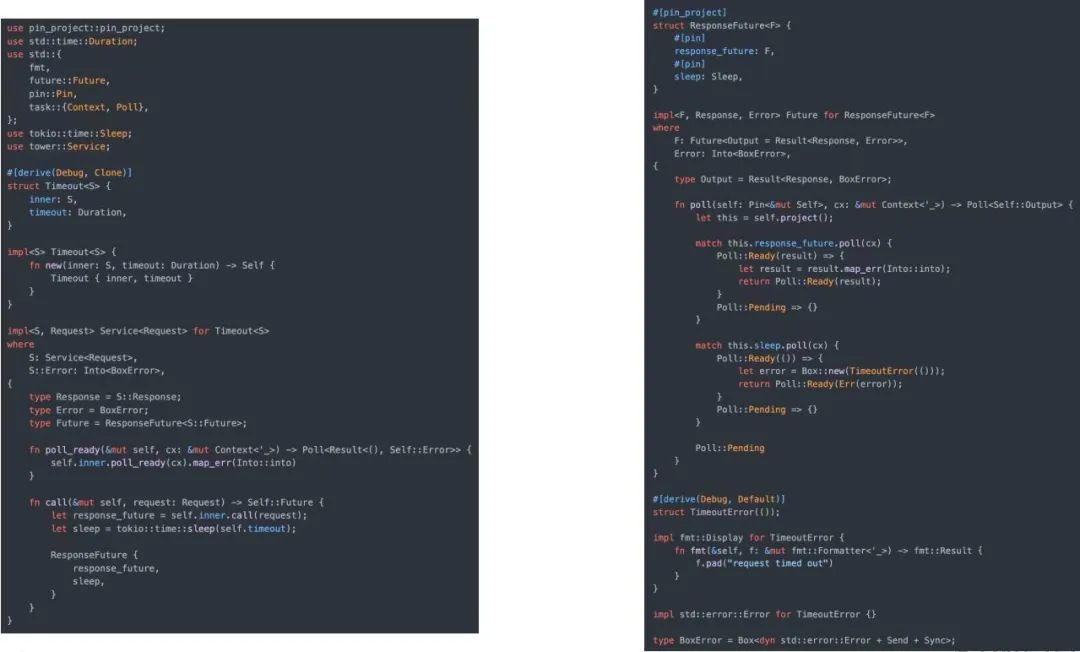 use pin_project::pin_project;
use std::time::Duration;
use std::{
    fmt,
    future::Future,
    pin::Pin,
    task::{Context, Poll},
};
use tokio::time::Sleep;
use tower::Service;

#[derive(Debug, Clone)]
struct Timeout<S> {
    inner: S,
    timeout: Duration,
}

impl<S> Timeout<S> {
    fn new(inner: S, timeout: Duration) -> Self {
        Timeout { inner, timeout }
    }
}

impl<S, Request> Service<Request> for Timeout<S>
where
    S: Service<Request>,
    S::Error: Into<BoxError>,
{
    type Response = S::Response;
    type Error = BoxError;
    type Future = ResponseFuture<S::Future>;

    fn poll_ready(&mut self, cx: &mut Context<'_>) -> Poll<Result<(), Self::Error>> {
        self.inner.poll_ready(cx).map_err(Into::into)
    }

    fn call(&mut self, request: Request) -> Self::Future {
        let response_future = self.inner.call(request);
        let sleep = tokio::time::sleep(self.timeout);

        ResponseFuture {
            response_future,
            sleep,
        }
    }
}

#[pin_project]
struct ResponseFuture<F> {
    #[pin]
    response_future: F,
    #[pin]
    sleep: Sleep,
}

impl<F, Response, Error> Future for ResponseFuture<F>
where
    F: Future<Output = Result<Response, Error>>,
    Error: Into<BoxError>,
{
    type Output = Result<Response, BoxError>;

    fn poll(self: Pin<&mut Self>, cx: &mut Context<'_>) -> Poll<Self::Output> {
        let this = self.project();

        match this.response_future.poll(cx) {
            Poll::Ready(result) => {
                let result = result.map_err(Into::into);
                return Poll::Ready(result);
            }
            Poll::Pending => {}
        }

        match this.sleep.poll(cx) {
            Poll::Ready(()) => {
                let error = Box::new(TimeoutError(()));
                return Poll::Ready(Err(error));
            }
            Poll::Pending => {}
        }

        Poll::Pending
    }
}

#[derive(Debug, Default)]
struct TimeoutError(());

impl fmt::Display for TimeoutError {
    fn fmt(&self, f: &mut fmt::Formatter<'_>) -> fmt::Result {
        f.pad("request timed out")
    }
}

impl std::error::Error for TimeoutError {}

type BoxError = Box<dyn std::error::Error + Send + Sync>;